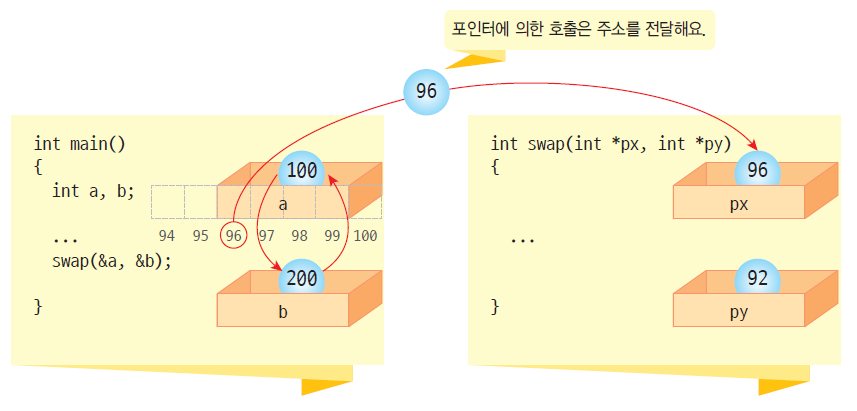 포인터에 의한 호출은 주소를 전달해요.
96
int main()
{
int a, b;
...
swap(&a, &b);
}
100
a
94 95 96 97 98 99 100
200
b
int swap(int *px, int *py)
{
...
}
96
px
92
py